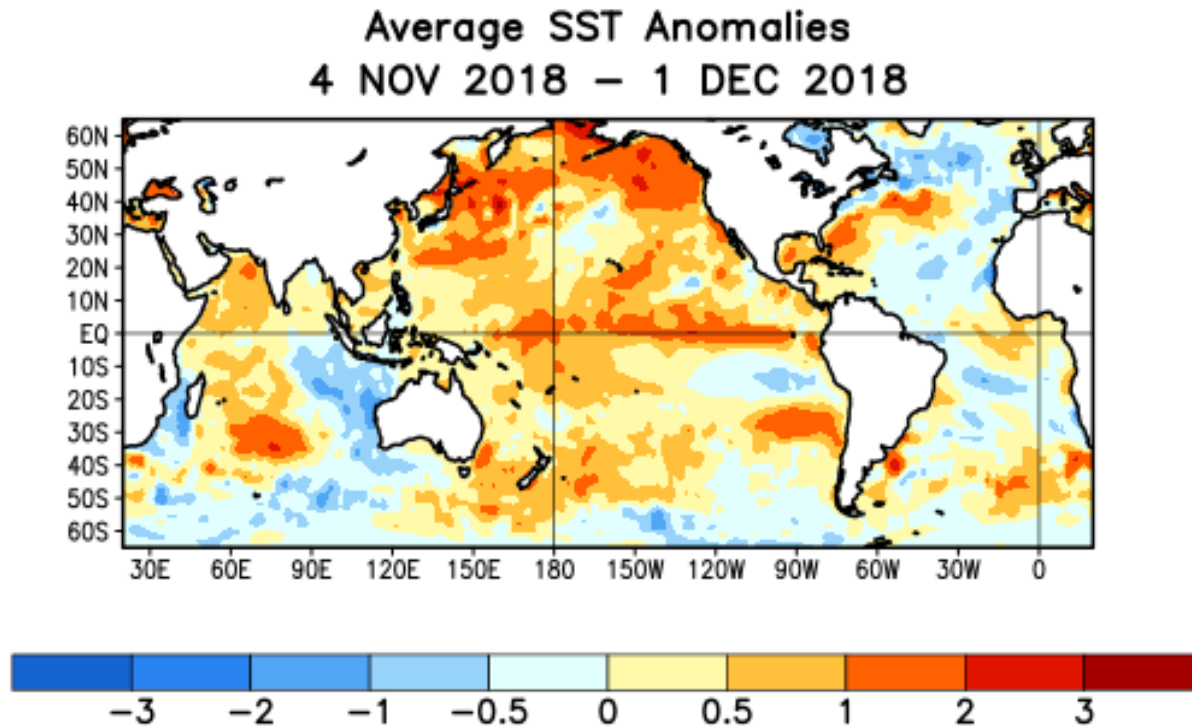 Average SST Anomalies
4 NOV 2018 – 1 DEC 2018
60N
50N
40N
30N
20N
10N
EQ
10S
20S
30S
40S
50S
60S
30E 60E 90E 120E 150E 180 150W 120W 90W 60W 30W 0
−3 −2 −1 −0.5 0 0.5 1 2 3